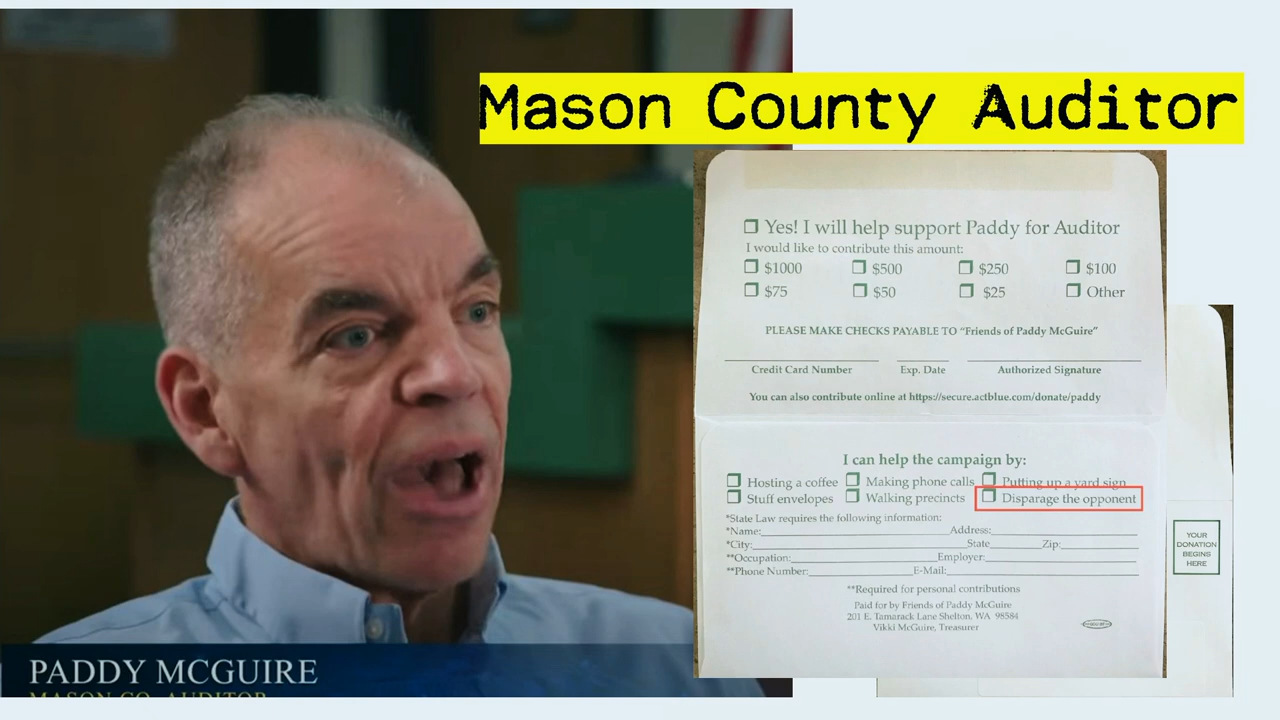 Mason County Auditor
Yes! I will help support Paddy for Auditor
I would like to contribute this amount:
$1000 $500 $250 $100
$75 $50 $25 Other
PLEASE MAKE CHECKS PAYABLE TO “Friends of Paddy McGuire”
Credit Card Number Exp. Date Authorized Signature
You can also contribute online at https://secure.actblue.com/donate/paddy
I can help the campaign by:
Hosting a coffee Making phone calls Putting up a yard sign
Stuff envelopes Walking precincts Disparage the opponent
*State Law requires the following information:
*Name: Address:
*City: State Zip:
**Occupation: Employer:
**Phone Number: E-Mail:
**Required for personal contributions
Paid for by Friends of Paddy McGuire
201 E. Tamarack Lane Shelton, WA 98584
Vikki McGuire, Treasurer
YOUR
DONATION
BEGINS
HERE
PADDY MCGUIRE
MASON CO. AUDITOR